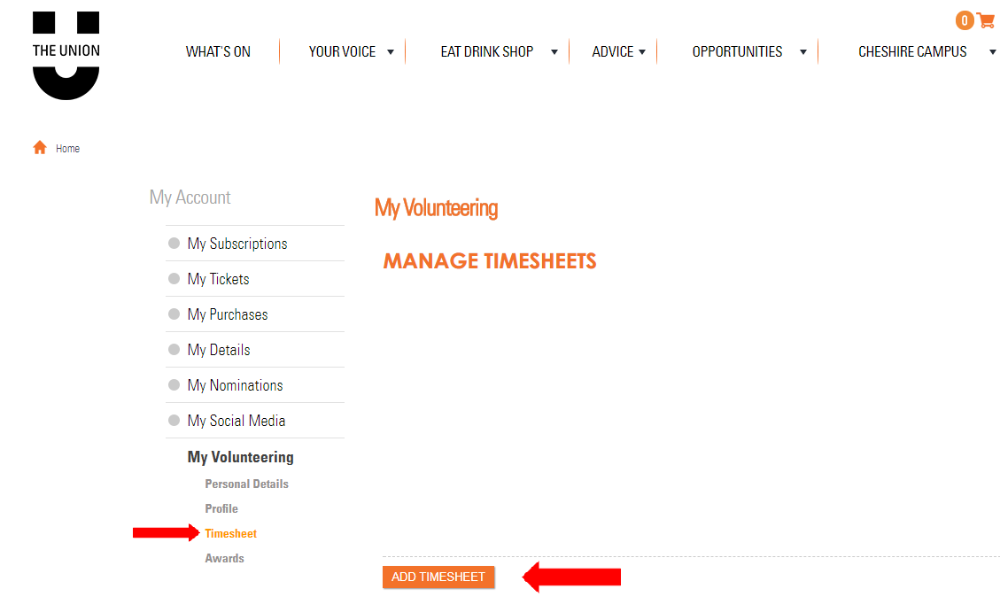 0
THE UNION
WHAT'S ON YOUR VOICE EAT DRINK SHOP ADVICE OPPORTUNITIES CHESHIRE CAMPUS
Home
My Account
My Subscriptions
My Tickets
My Purchases
My Details
My Nominations
My Social Media
My Volunteering
Personal Details
Profile
Timesheet
Awards
My Volunteering
MANAGE TIMESHEETS
ADD TIMESHEET